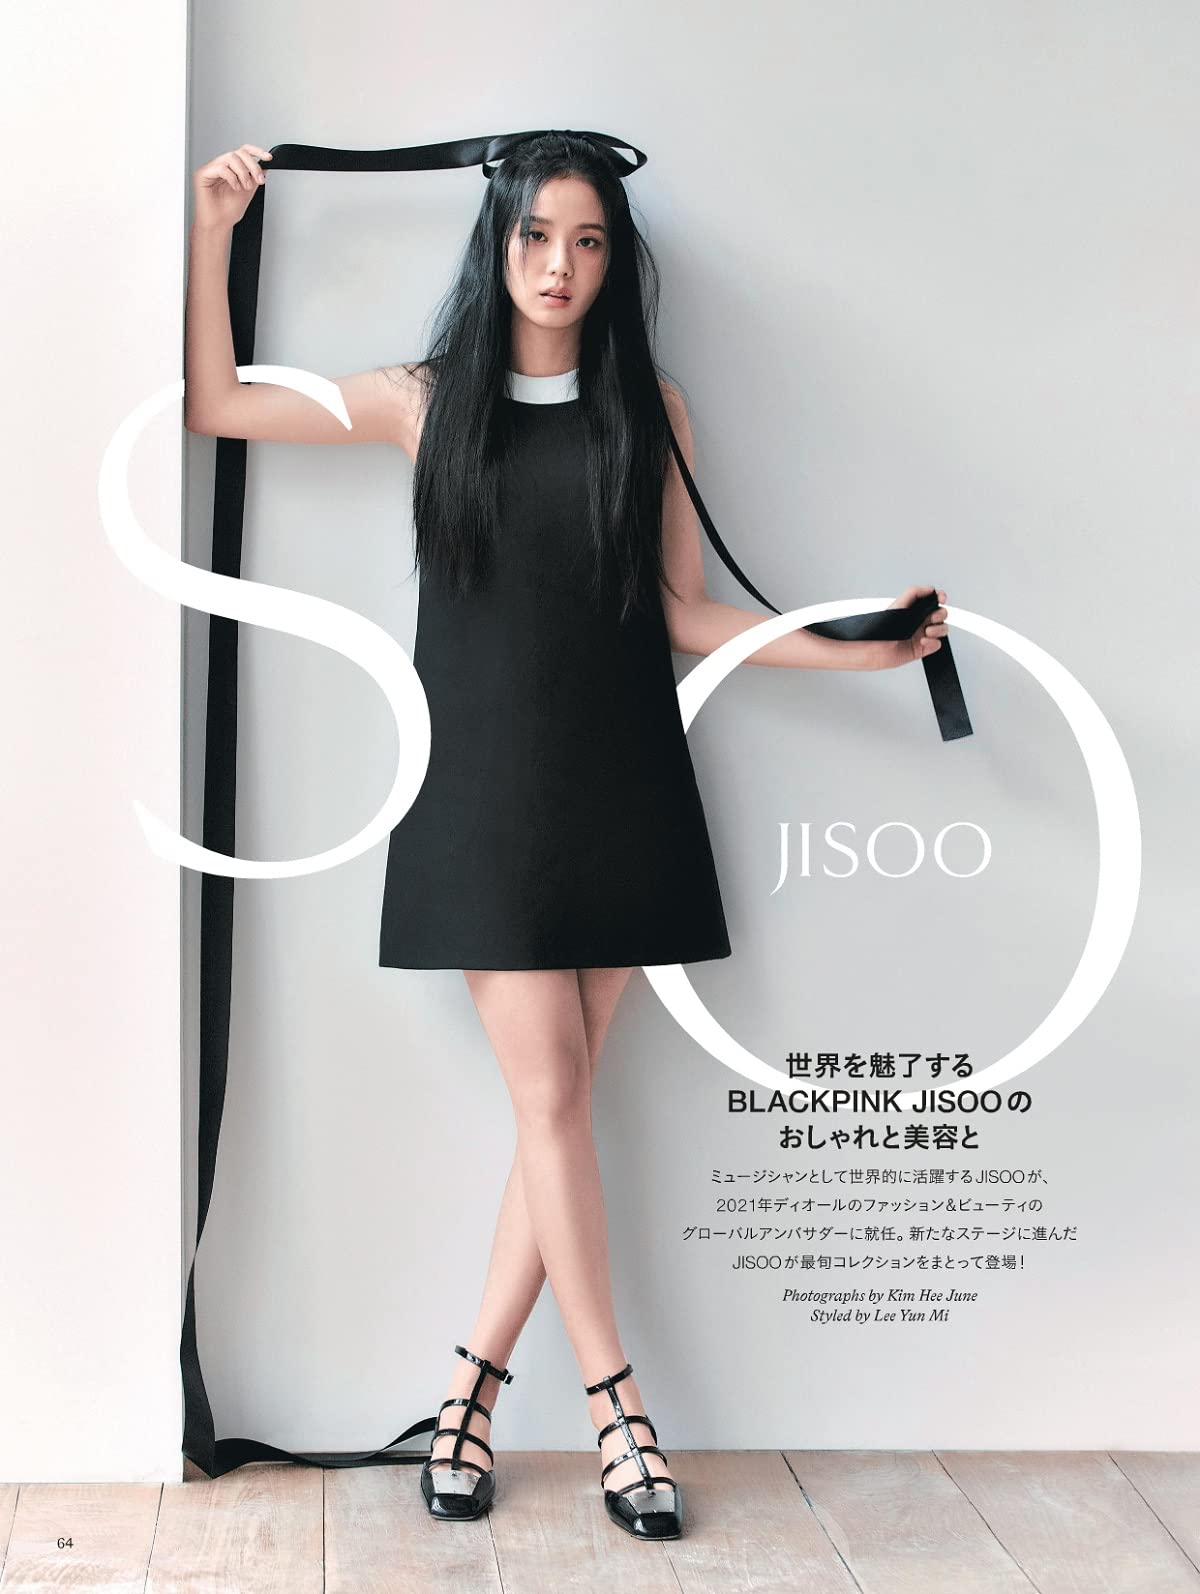 SO
JISOO
世界を魅了する
BLACKPINK JISOOの
おしゃれと美容と
ミュージシャンとして世界的に活躍するJISOOが、
2021年ディオールのファッション&ビューティの
グローバルアンバサダーに就任。新たなステージに進んだ
JISOOが最旬コレクションをまとって登場!
Photographs by Kim Hee June
Styled by Lee Yun Mi
64